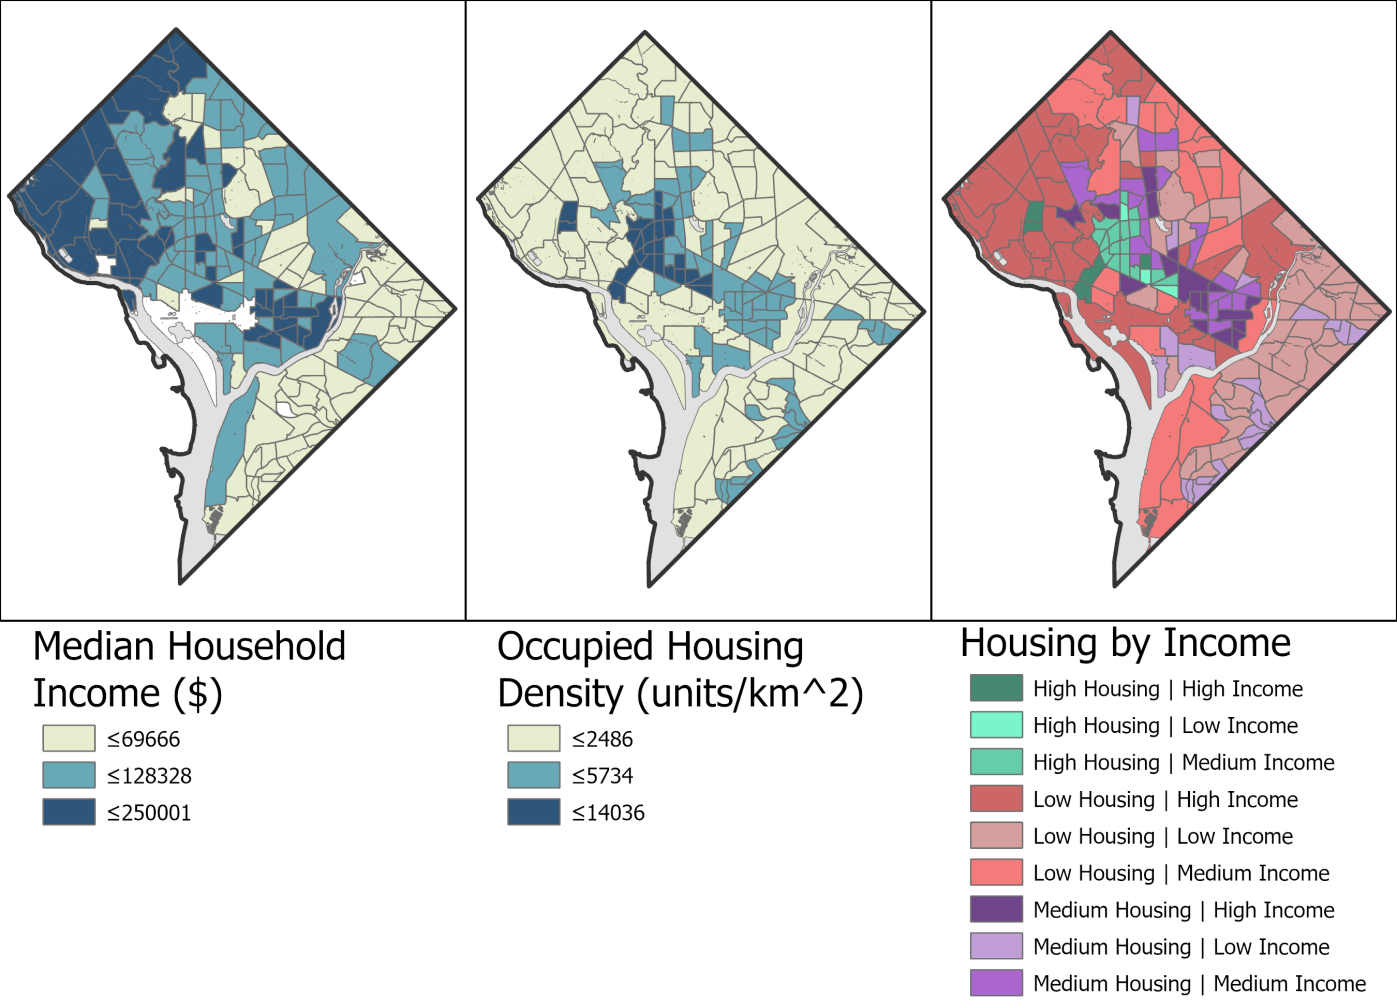 Median Household
Income ($)
≤69666
≤128328
≤250001
Occupied Housing
Density (units/km^2)
≤2486
≤5734
≤14036
Housing by Income
High Housing | High Income
High Housing | Low Income
High Housing | Medium Income
Low Housing | High Income
Low Housing | Low Income
Low Housing | Medium Income
Medium Housing | High Income
Medium Housing | Low Income
Medium Housing | Medium Income